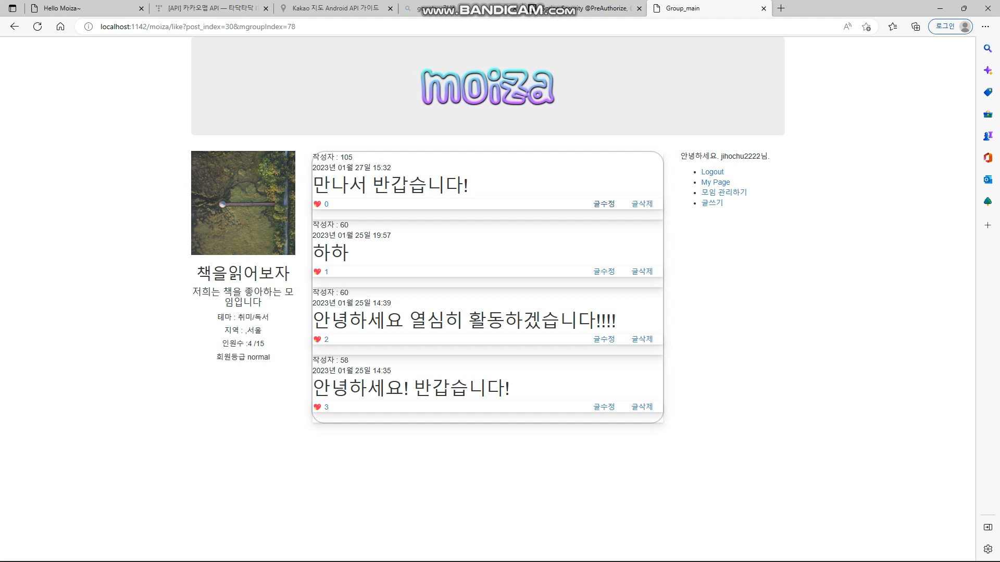 Hello Moiza~
[API] 카카오맵 API — 타닥타닥 I
Kakao 지도 Android API 가이드
www.BANDICAM.com
Spring Security @PreAuthorize,
Group_main
localhost:1142/moiza/like?post_index=30&mgroupIndex=78
로그인
moiza
책을읽어보자
저희는 책을 좋아하는 모
임입니다
테마 : 취미/독서
지역 : ,서울
인원수 :4 /15
회원등급 normal
작성자 : 105
2023년 01월 27일 15:32
만나서 반갑습니다!
0 글수정 글삭제
작성자 : 60
2023년 01월 25일 19:57
하하
1 글수정 글삭제
작성자 : 60
2023년 01월 25일 14:39
안녕하세요 열심히 활동하겠습니다!!!!
2 글수정 글삭제
작성자 : 58
2023년 01월 25일 14:35
안녕하세요! 반갑습니다!
3 글수정 글삭제
안녕하세요. jihochu2222님.
Logout
My Page
모임 관리하기
글쓰기